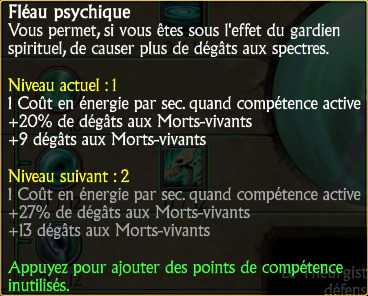 Fléau psychique
Vous permet, si vous êtes sous l'effet du gardien
spirituel, de causer plus de dégâts aux spectres.
Niveau actuel : 1
1 Coût en énergie par sec. quand compétence active
+20% de dégâts aux Morts-vivants
+9 dégâts aux Morts-vivants
Niveau suivant : 2
1 Coût en énergie par sec. quand compétence active
+27% de dégâts aux Morts-vivants
+13 dégâts aux Morts-vivants
Appuyez pour ajouter des points de compétence
inutilisés.